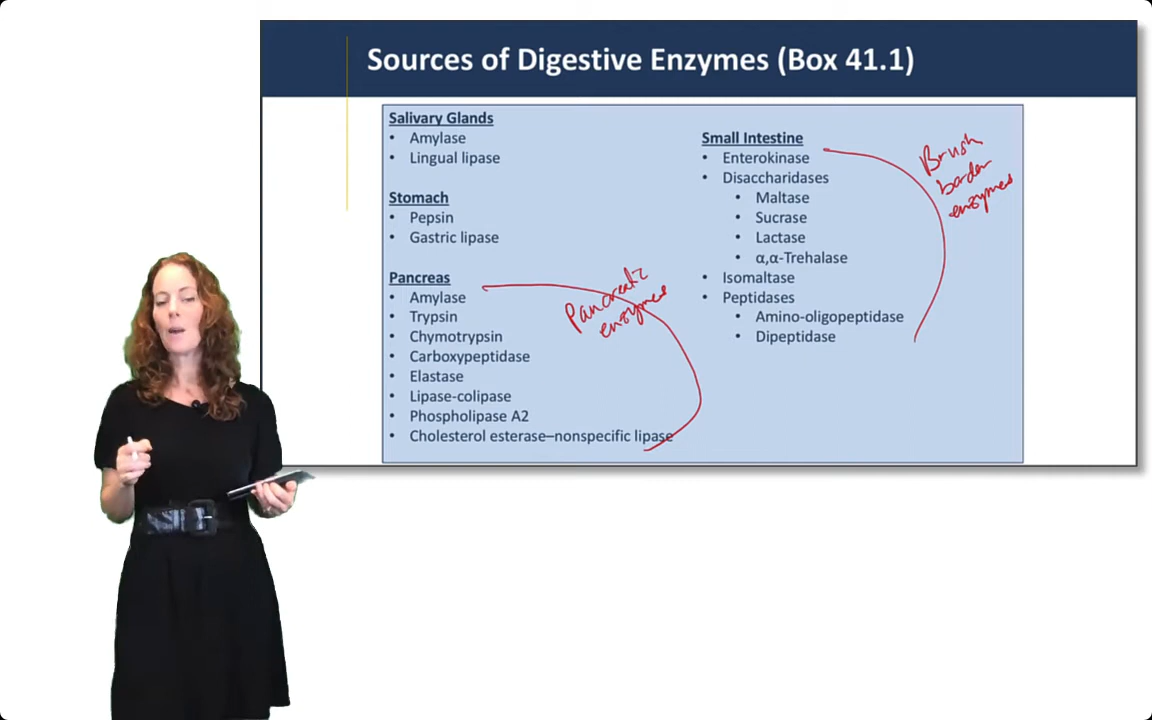 Sources of Digestive Enzymes (Box 41.1)
Salivary Glands
• Amylase
• Lingual lipase
Stomach
• Pepsin
• Gastric lipase
Pancreas
• Amylase
• Trypsin
• Chymotrypsin
• Carboxypeptidase
• Elastase
• Lipase-colipase
• Phospholipase A2
• Cholesterol esterase–nonspecific lipase
Pancreatic
enzymes
Small Intestine
• Enterokinase
• Disaccharidases
• Maltase
• Sucrase
• Lactase
• α,α-Trehalase
• Isomaltase
• Peptidases
• Amino-oligopeptidase
• Dipeptidase
Brush
border
enzymes